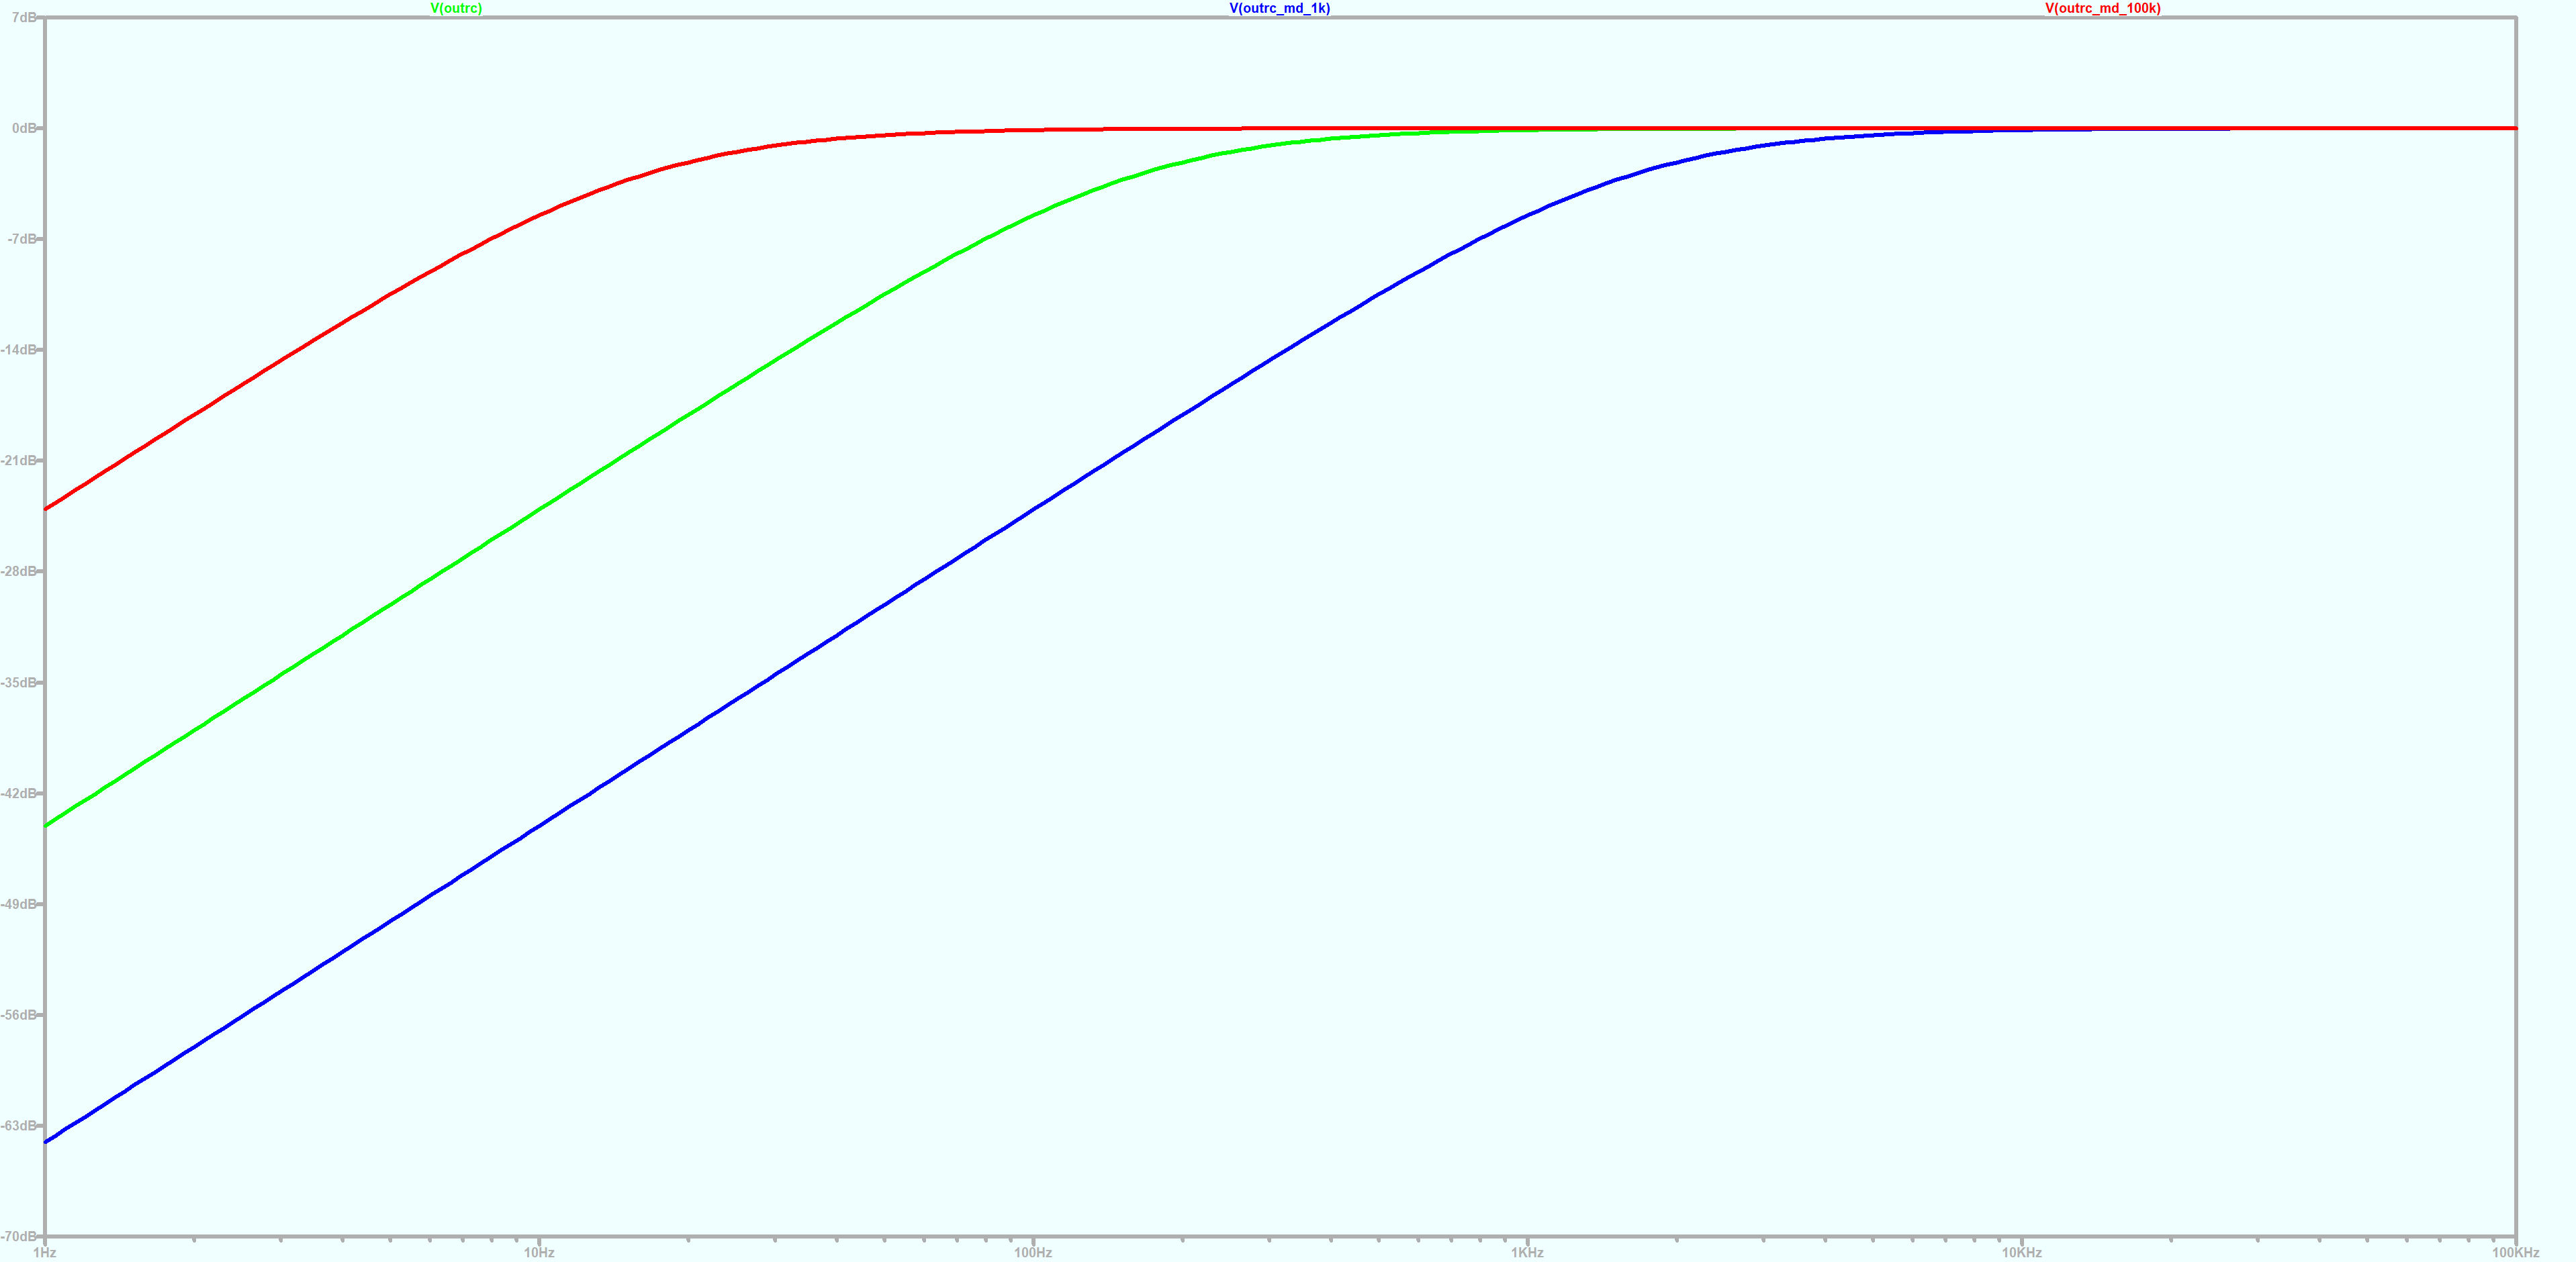 V(outrc) V(outrc_md_1k) V(outrc_md_100k)
7dB
0dB
-7dB
-14dB
-21dB
-28dB
-35dB
-42dB
-49dB
-56dB
-63dB
-70dB
1Hz 10Hz 100Hz 1KHz 10KHz 100KHz